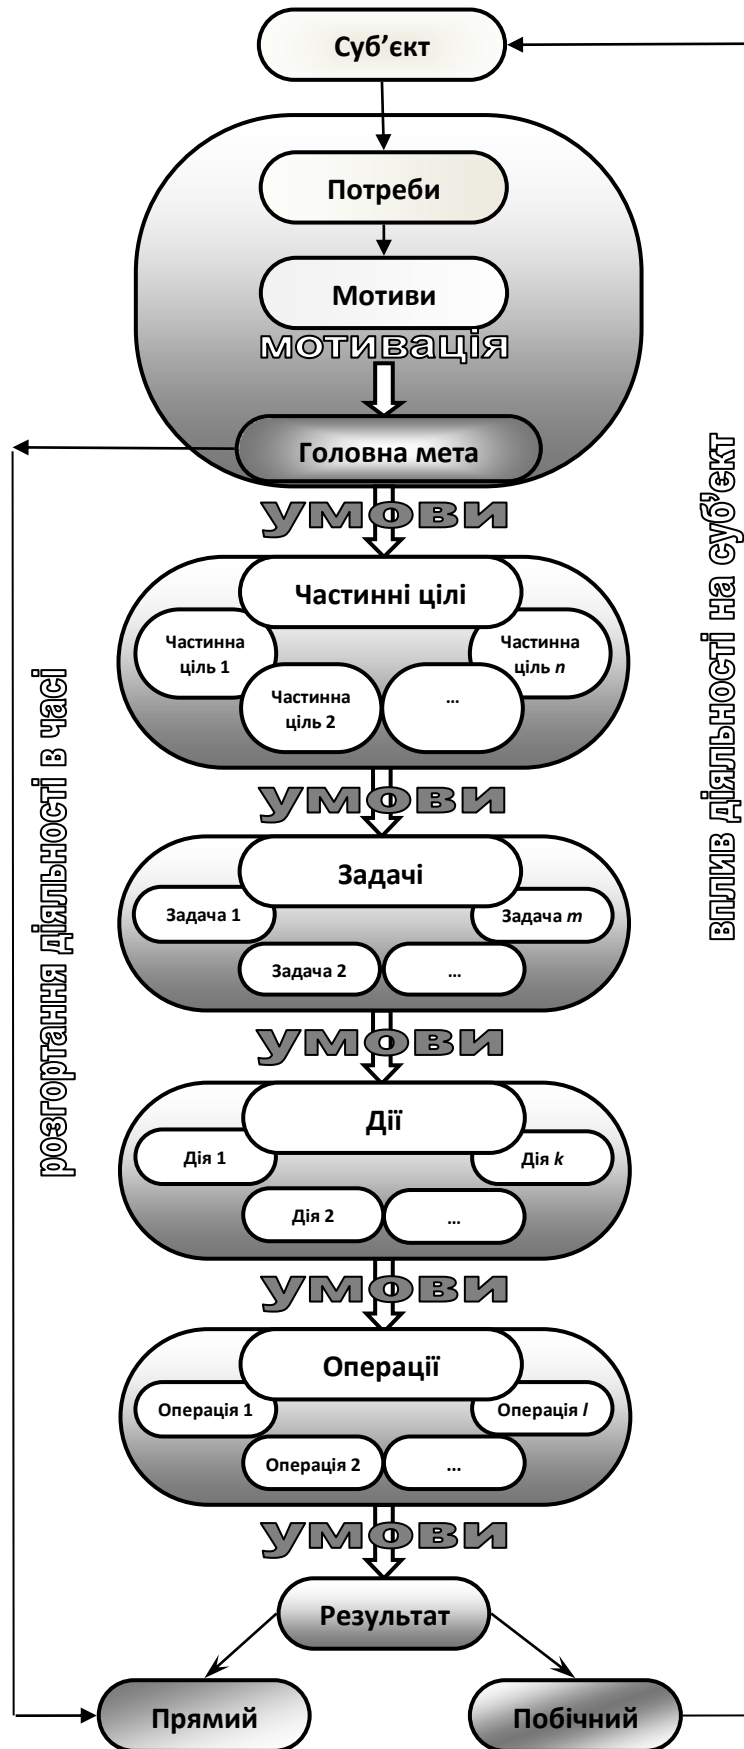 Суб’єкт
Потреби
Мотиви
мотивація
Головна мета
умови
Частинні цілі
Частинна
ціль 1
Частинна
ціль n
Частинна
ціль 2
...
умови
Задачі
Задача 1
Задача m
Задача 2
...
умови
Дії
Дія 1
Дія k
Дія 2
...
умови
Операції
Операція 1
Операція l
Операція 2
...
умови
Результат
Прямий
Побічний
розгортання діяльності в часі
вплив діяльності на суб’єкт